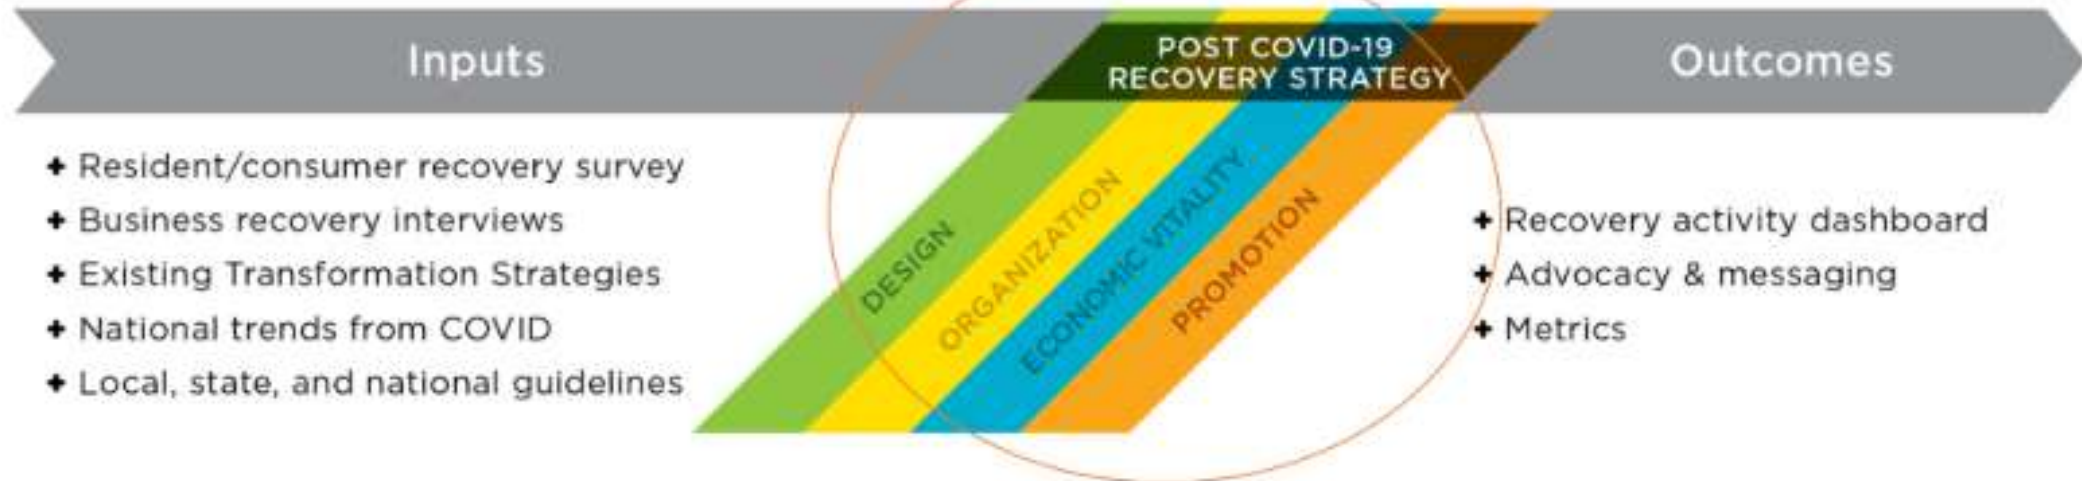 Inputs
POST COVID-19
RECOVERY STRATEGY
Outcomes
+ Resident/consumer recovery survey
+ Business recovery interviews
+ Existing Transformation Strategies
+ National trends from COVID
+ Local, state, and national guidelines
DESIGN
ORGANIZATION
ECONOMIC VITALITY
PROMOTION
+ Recovery activity dashboard
+ Advocacy & messaging
+ Metrics